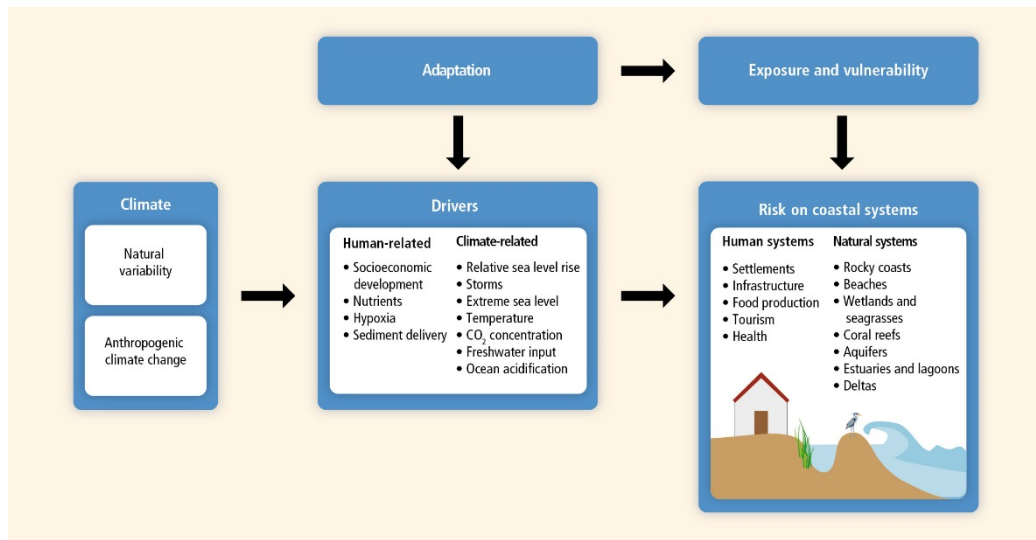 Adaptation
Exposure and vulnerability
Climate
Natural
variability
Anthropogenic
climate change
Drivers
Human-related
• Socioeconomic
development
• Nutrients
• Hypoxia
• Sediment delivery
Climate-related
• Relative sea level rise
• Storms
• Extreme sea level
• Temperature
• CO₂ concentration
• Freshwater input
• Ocean acidification
Risk on coastal systems
Human systems
• Settlements
• Infrastructure
• Food production
• Tourism
• Health
Natural systems
• Rocky coasts
• Beaches
• Wetlands and
seagrasses
• Coral reefs
• Aquifers
• Estuaries and lagoons
• Deltas